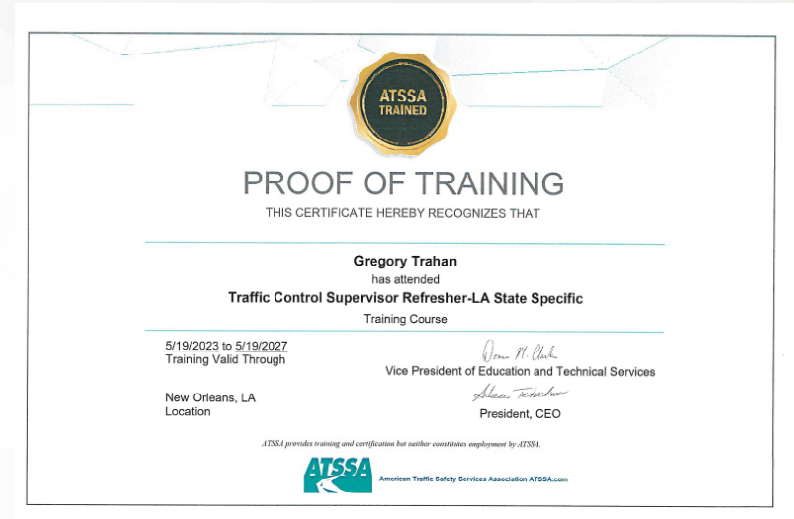 ATSSA
TRAINED
PROOF OF TRAINING
THIS CERTIFICATE HEREBY RECOGNIZES THAT
Gregory Trahan
has attended
Traffic Control Supervisor Refresher-LA State Specific
Training Course
5/19/2023 to 5/19/2027
Training Valid Through
Vice President of Education and Technical Services
New Orleans, LA
Location
President, CEO
ATSSA provides training and certification but neither constitutes employment by ATSSA.
ATSSA
American Traffic Safety Services Association ATSSA.com